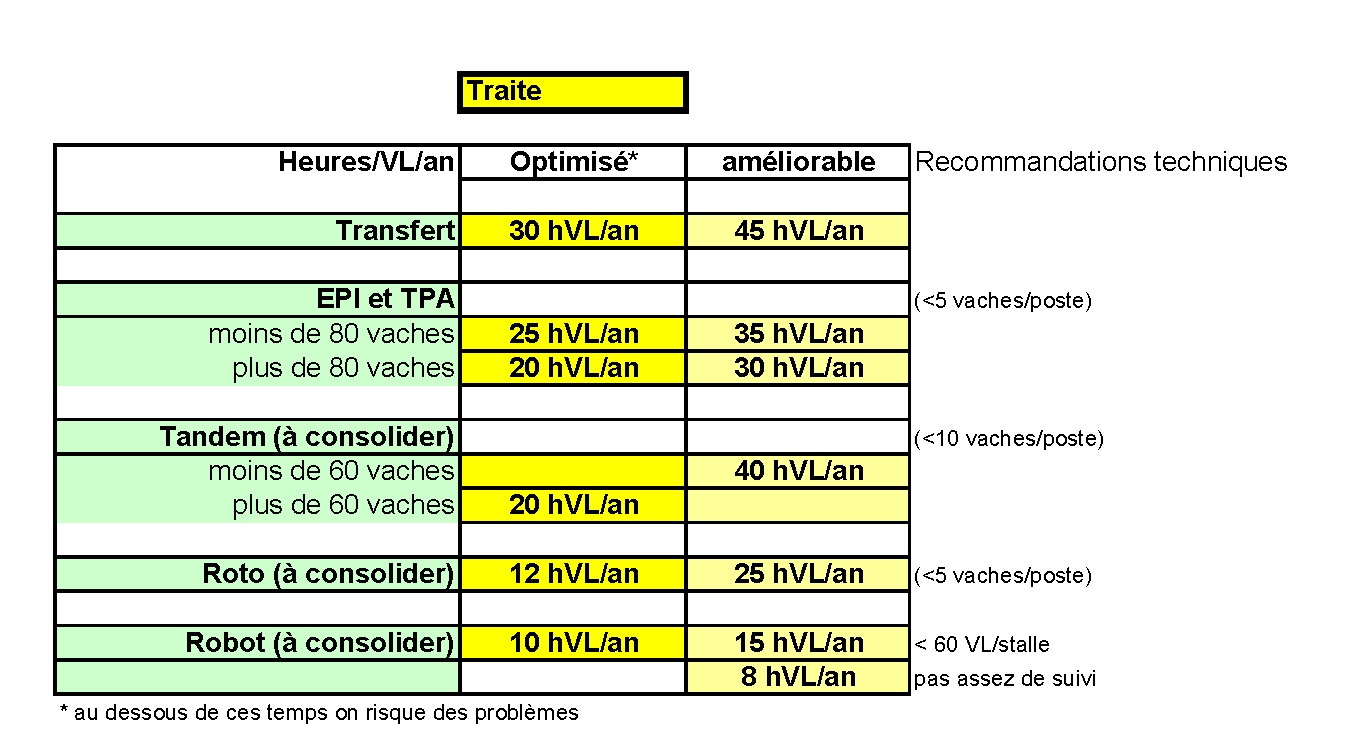 Traite
Heures/VL/an Optimisé* améliorable Recommandations techniques
Transfert 30 hVL/an 45 hVL/an
EPI et TPA (<5 vaches/poste)
moins de 80 vaches 25 hVL/an 35 hVL/an
plus de 80 vaches 20 hVL/an 30 hVL/an
Tandem (à consolider) (<10 vaches/poste)
moins de 60 vaches 40 hVL/an
plus de 60 vaches 20 hVL/an
Roto (à consolider) 12 hVL/an 25 hVL/an (<5 vaches/poste)
Robot (à consolider) 10 hVL/an 15 hVL/an < 60 VL/stalle
8 hVL/an pas assez de suivi
* au dessous de ces temps on risque des problèmes